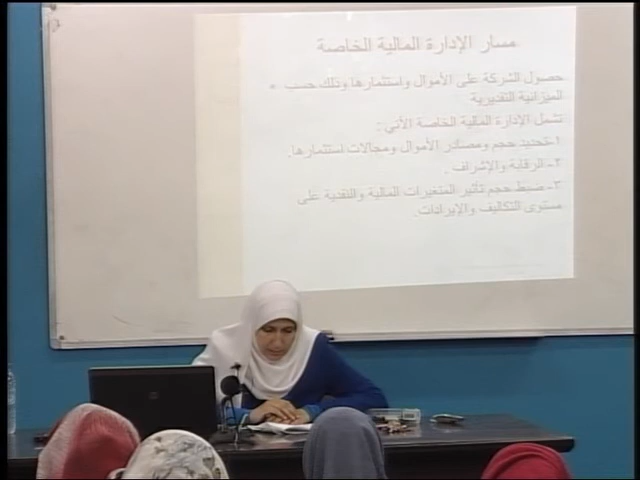 مسار الإدارة المالية الخاصة
حصول الشركة على الأموال واستثمارها وذلك حسب
الميزانية التقديرية
تشمل الإدارة المالية الخاصة الأتي :
١-تحديد حجم ومصادر الأموال ومجالات استثمارها.
٢- الرقابة والإشراف .
٣- ضبط حجم تأثير المتغيرات المالية والنقدية على
مستوى التكاليف والإيرادات.